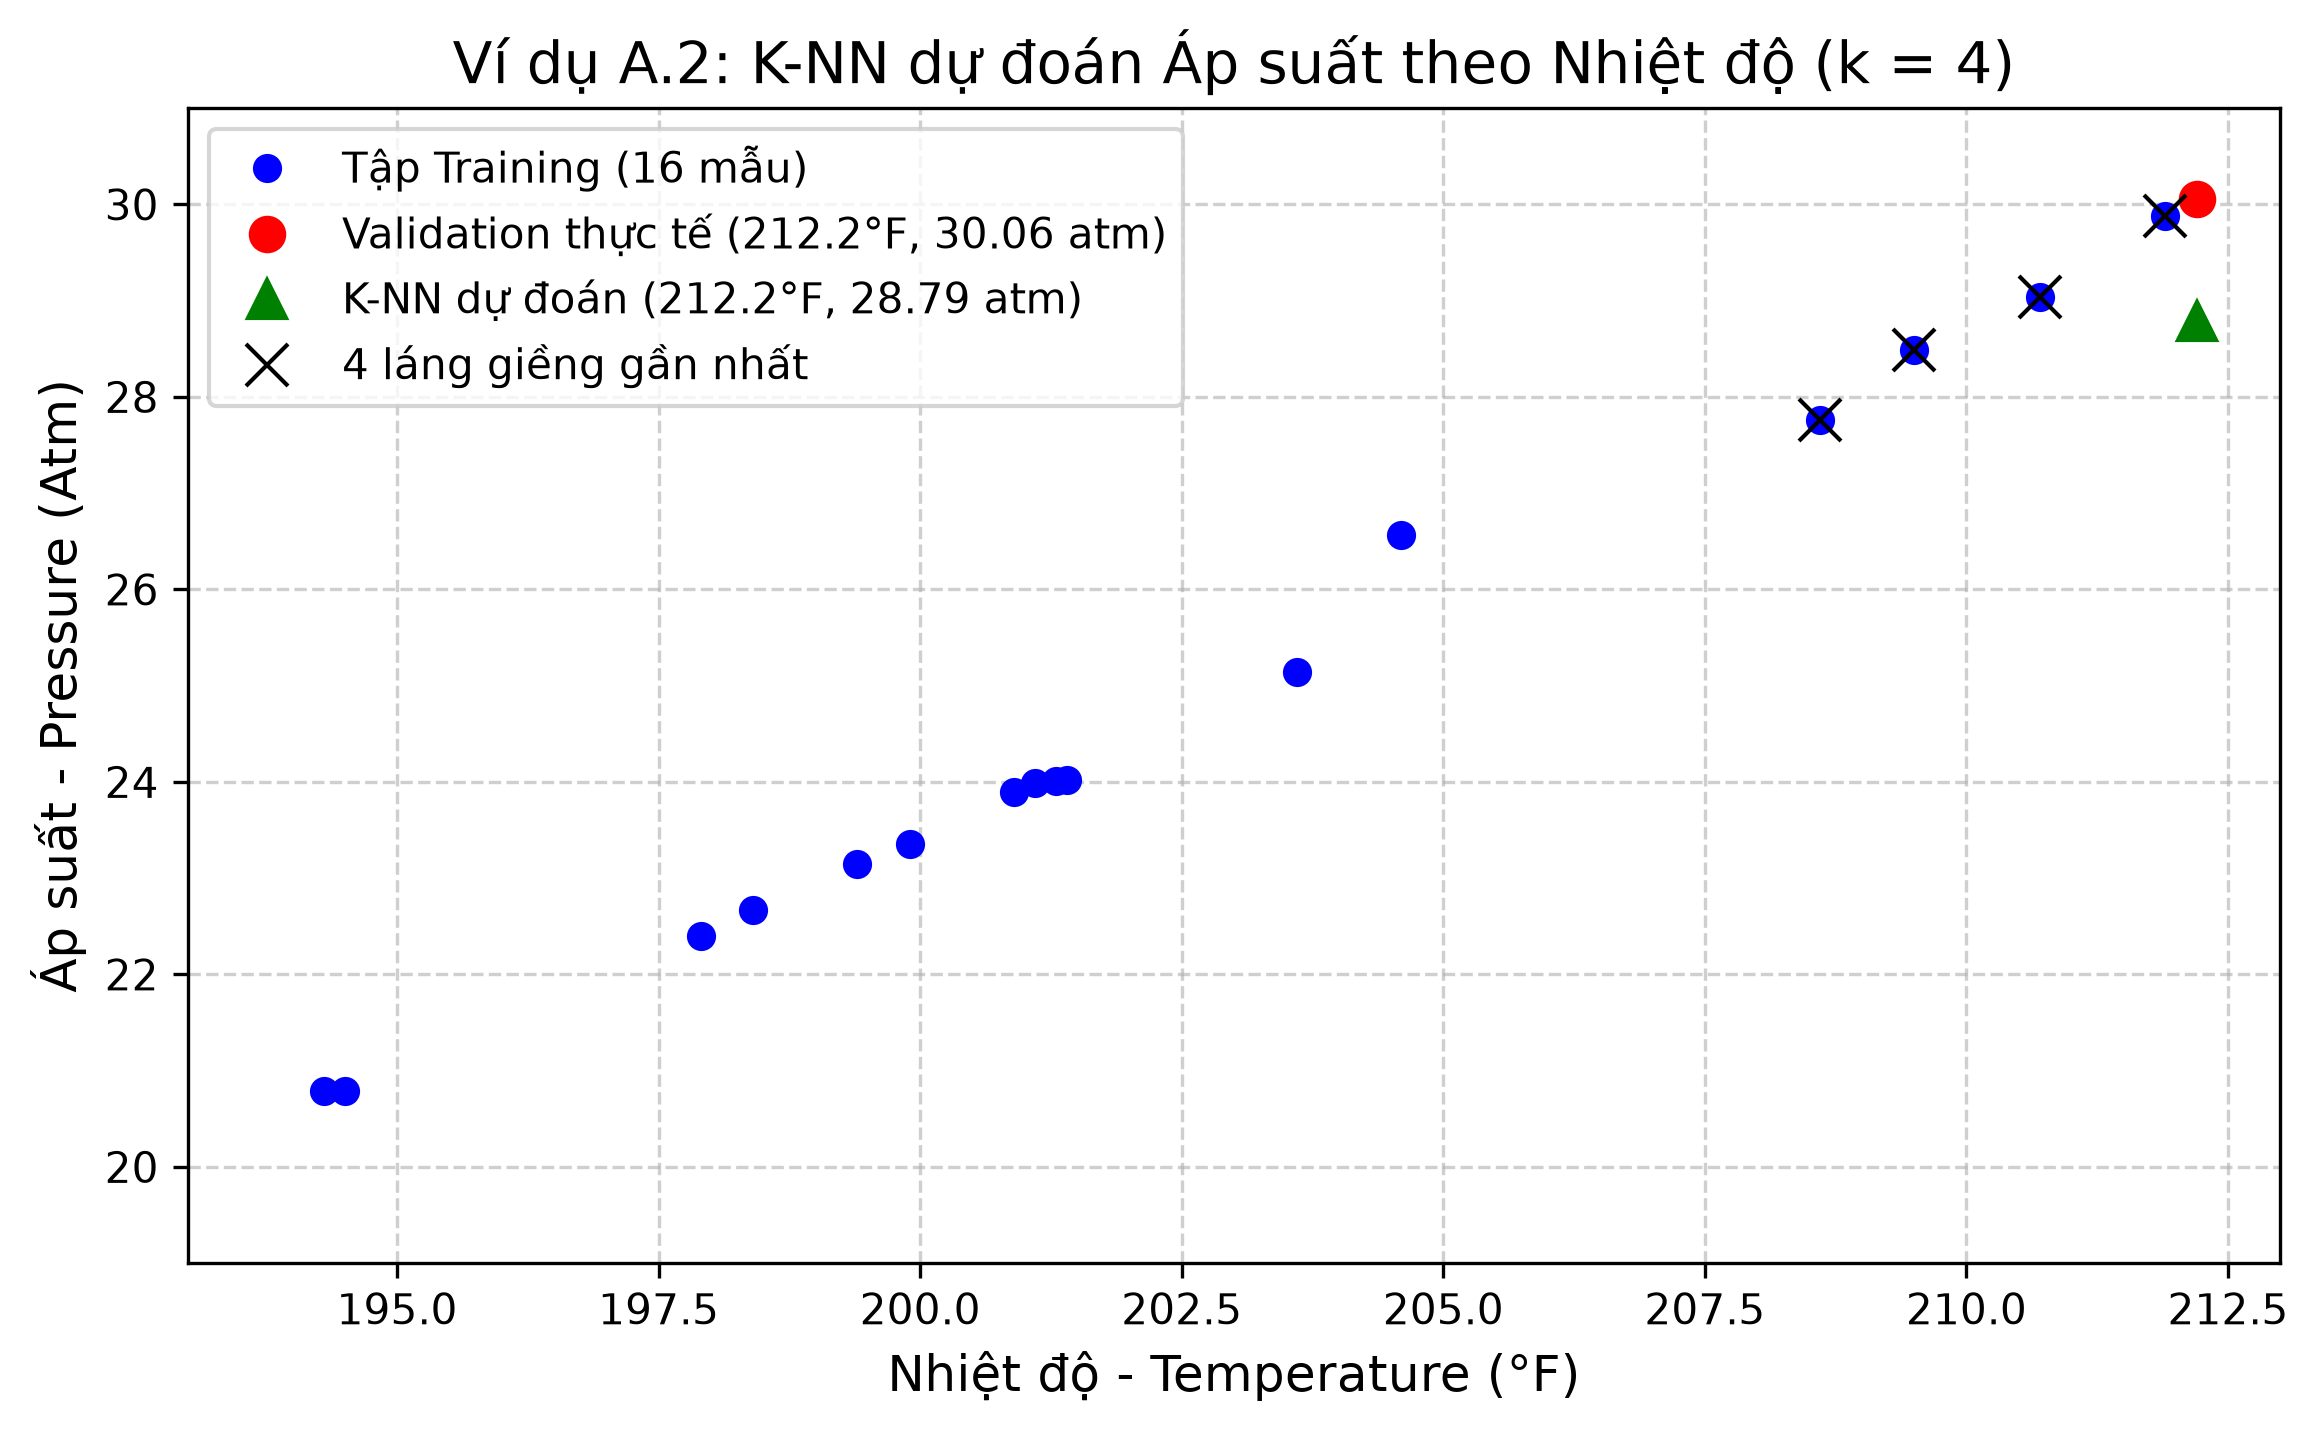 Ví dụ A.2: K-NN dự đoán Áp suất theo Nhiệt độ (k = 4)
Tập Training (16 mẫu)
Validation thực tế (212.2°F, 30.06 atm)
K-NN dự đoán (212.2°F, 28.79 atm)
4 láng giềng gần nhất
Áp suất - Pressure (Atm)
30
28
26
24
22
20
195.0 197.5 200.0 202.5 205.0 207.5 210.0 212.5
Nhiệt độ - Temperature (°F)